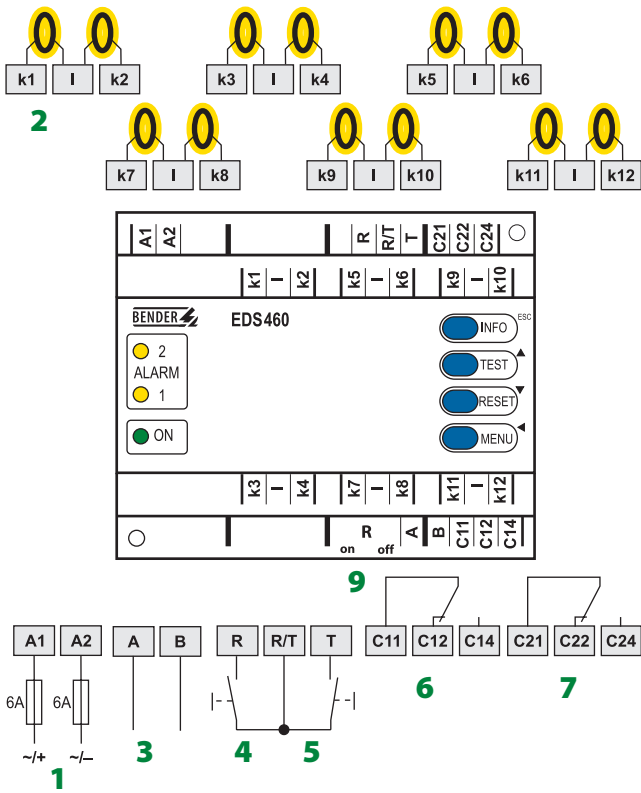 k1 I k2 k3 I k4 k5 I k6
2
k7 I k8 k9 I k10 k11 I k12
A1 A2 R R/T T C21 C22 C24
k1 I k2 k5 I k6 k9 I k10
BENDER EDS460
INFO ESC
2
TEST
ALARM
1
RESET
ON
MENU
k3 I k4 k7 I k8 k11 I k12
R A B C11 C12 C14
on off
9
A1 A2 A B R R/T T C11 C12 C14 C21 C22 C24
6 7
6A 6A
~/+ ~/–
3 4 5
1